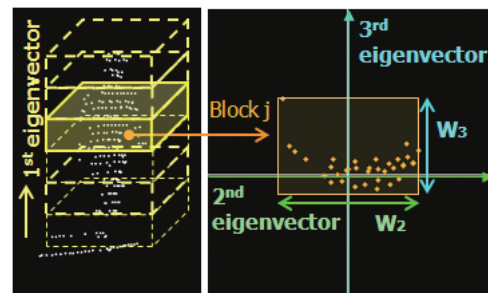 1st eigenvector
Block j
3rd
eigenvector
W3
2nd
eigenvector
W2